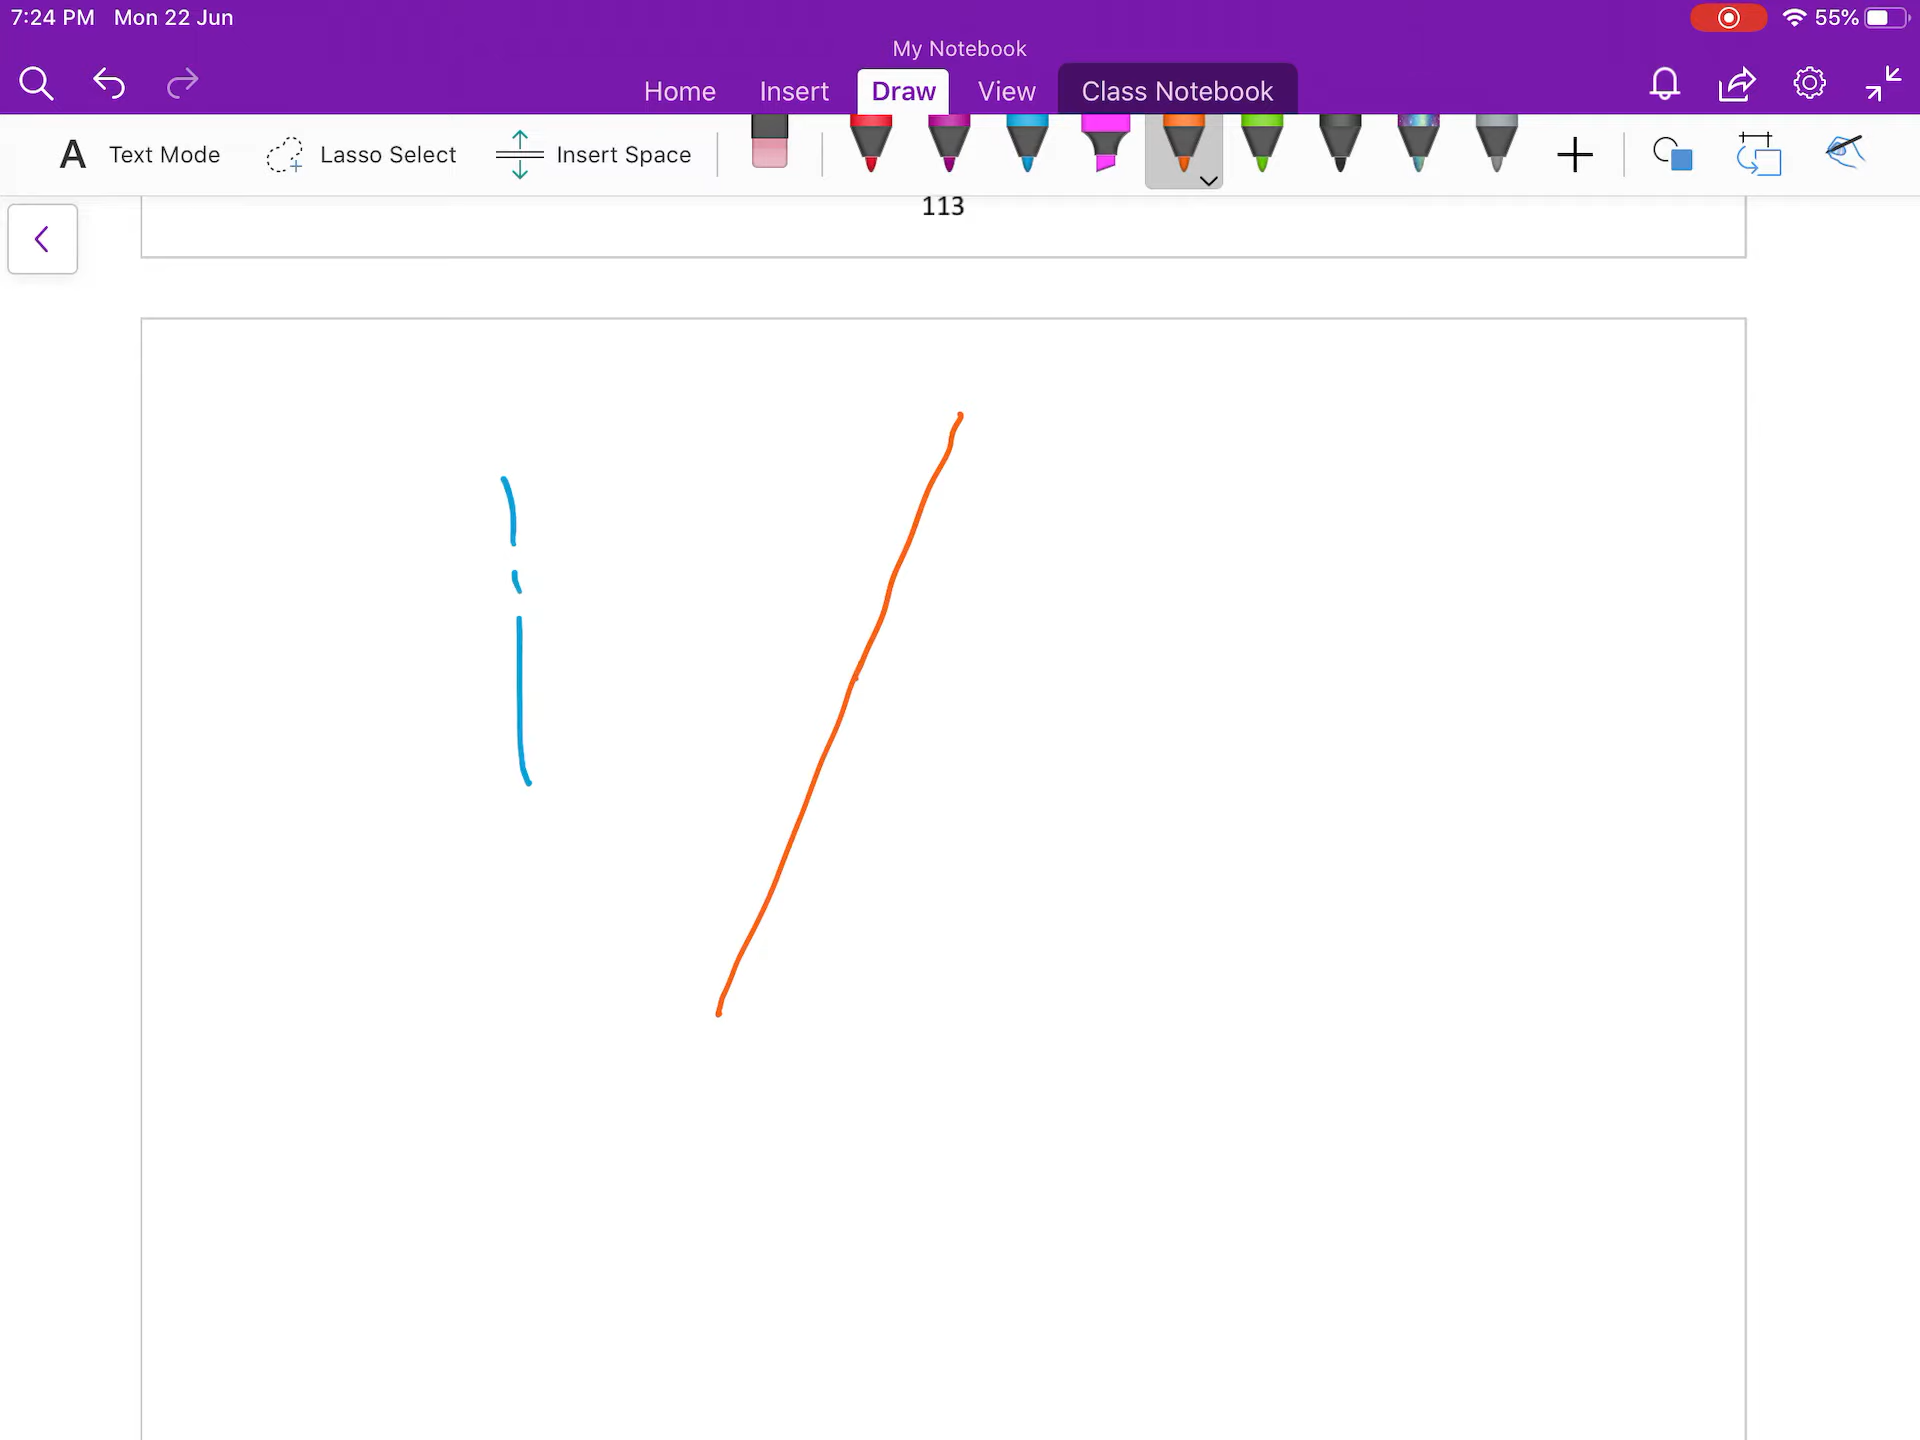 7:24 PM Mon 22 Jun 55%
My Notebook
Home Insert Draw View Class Notebook
A Text Mode Lasso Select Insert Space
113